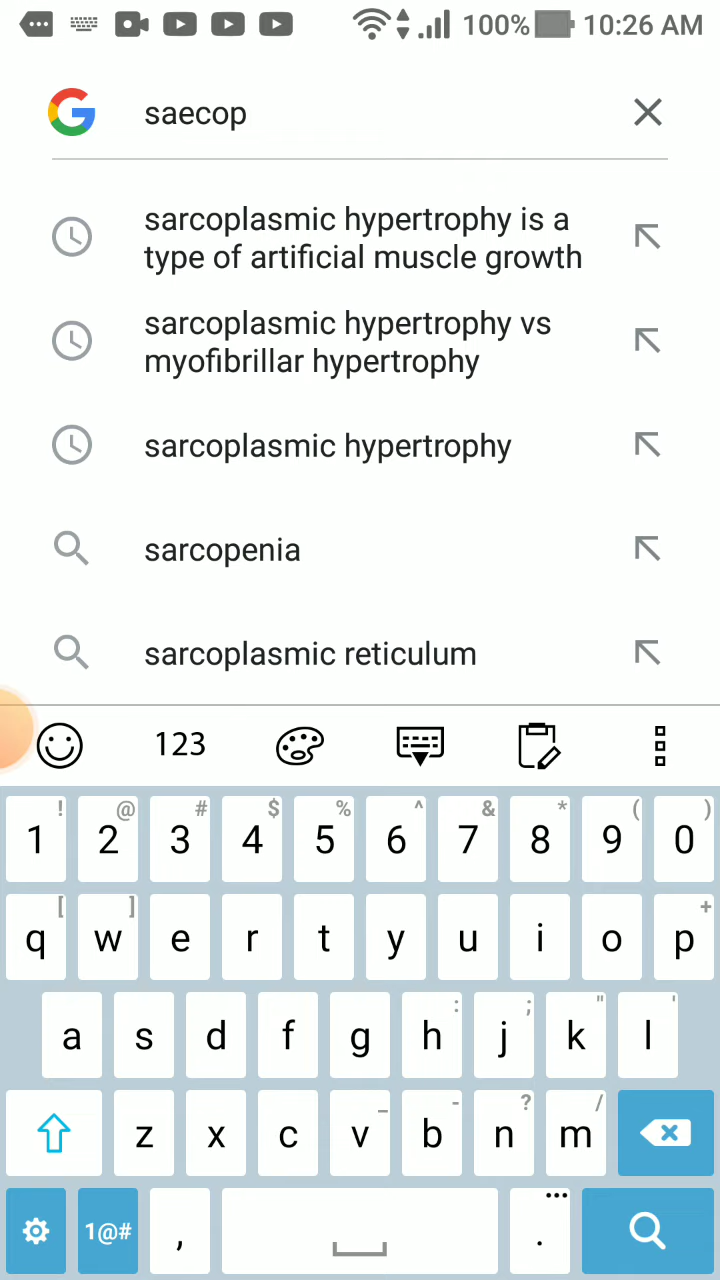 100% 10:26 AM
saecop
sarcoplasmic hypertrophy is a
type of artificial muscle growth
sarcoplasmic hypertrophy vs
myofibrillar hypertrophy
sarcoplasmic hypertrophy
sarcopenia
sarcoplasmic reticulum
123
! @ # $ % ^ & * ( )
1 2 3 4 5 6 7 8 9 0
[ ] +
q w e r t y u i o p
: ; " '
a s d f g h j k l
_ - ? /
z x c v b n m
1@# , .